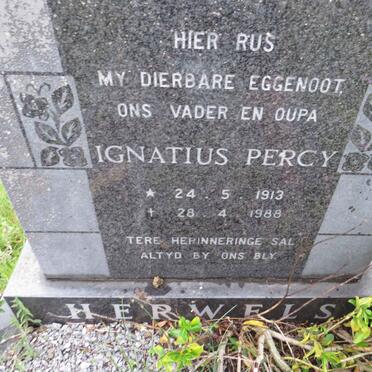 HIER RUS
MY DIERBARE EGGENOOT,
ONS VADER EN OUPA
IGNATIUS PERCY
★ 24 . 5 . 1913
† 28 . 4 . 1988
TERE HERINNERINGE SAL
ALTYD BY ONS BLY.
HERWELS